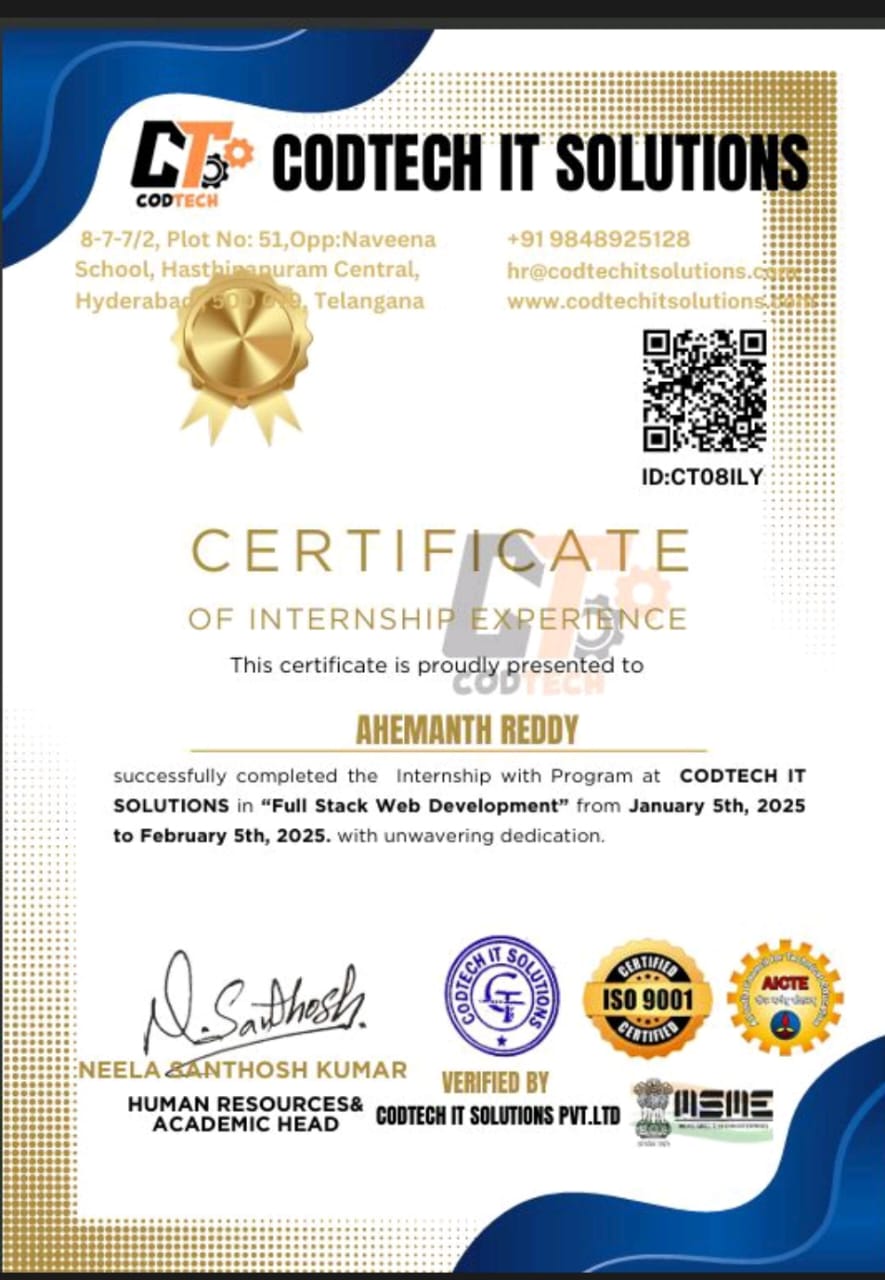 CT
CODTECH
CODTECH IT SOLUTIONS
8-7-7/2, Plot No: 51,Opp:Naveena
School, Hasthinapuram Central,
Hyderabad, 500 079, Telangana
+91 9848925128
hr@codtechitsolutions.com
www.codtechitsolutions.com
ID:CT08ILY
CERTIFICATE
OF INTERNSHIP EXPERIENCE
This certificate is proudly presented to
CT
CODTECH
AHEMANTH REDDY
successfully completed the Internship with Program at CODTECH IT
SOLUTIONS in “Full Stack Web Development” from January 5th, 2025
to February 5th, 2025. with unwavering dedication.
N.Santhosh.
NEELA SANTHOSH KUMAR
HUMAN RESOURCES&
ACADEMIC HEAD
CODTECH IT SOLUTIONS
VERIFIED BY
CODTECH IT SOLUTIONS PVT.LTD
CERTIFIED
ISO 9001
CERTIFIED
AICTE
MSME